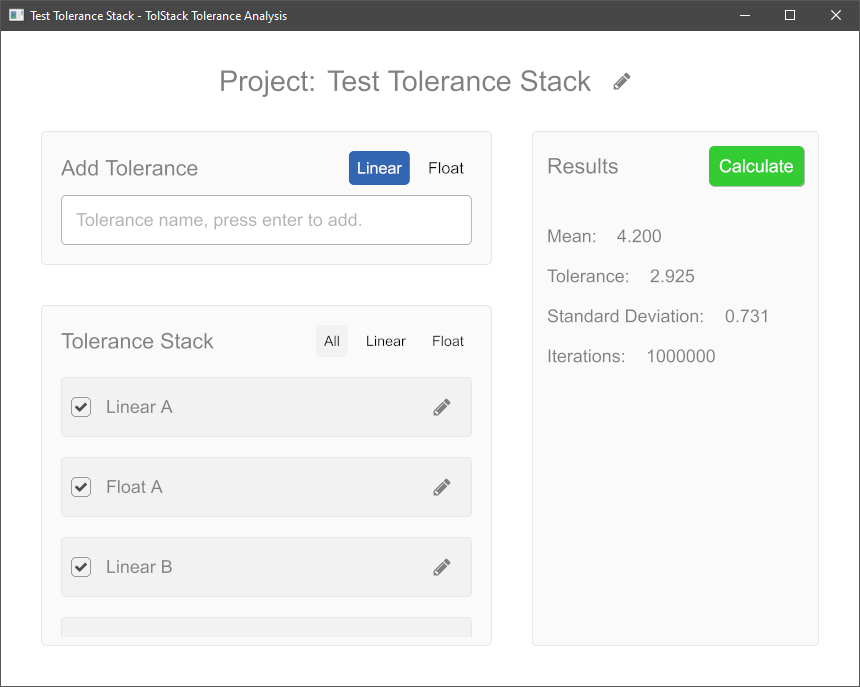 Test Tolerance Stack - TolStack Tolerance Analysis
Project: Test Tolerance Stack
Add Tolerance
Linear
Float
Tolerance name, press enter to add.
Tolerance Stack
All
Linear
Float
Linear A
Float A
Linear B
Results
Calculate
Mean: 4.200
Tolerance: 2.925
Standard Deviation: 0.731
Iterations: 1000000